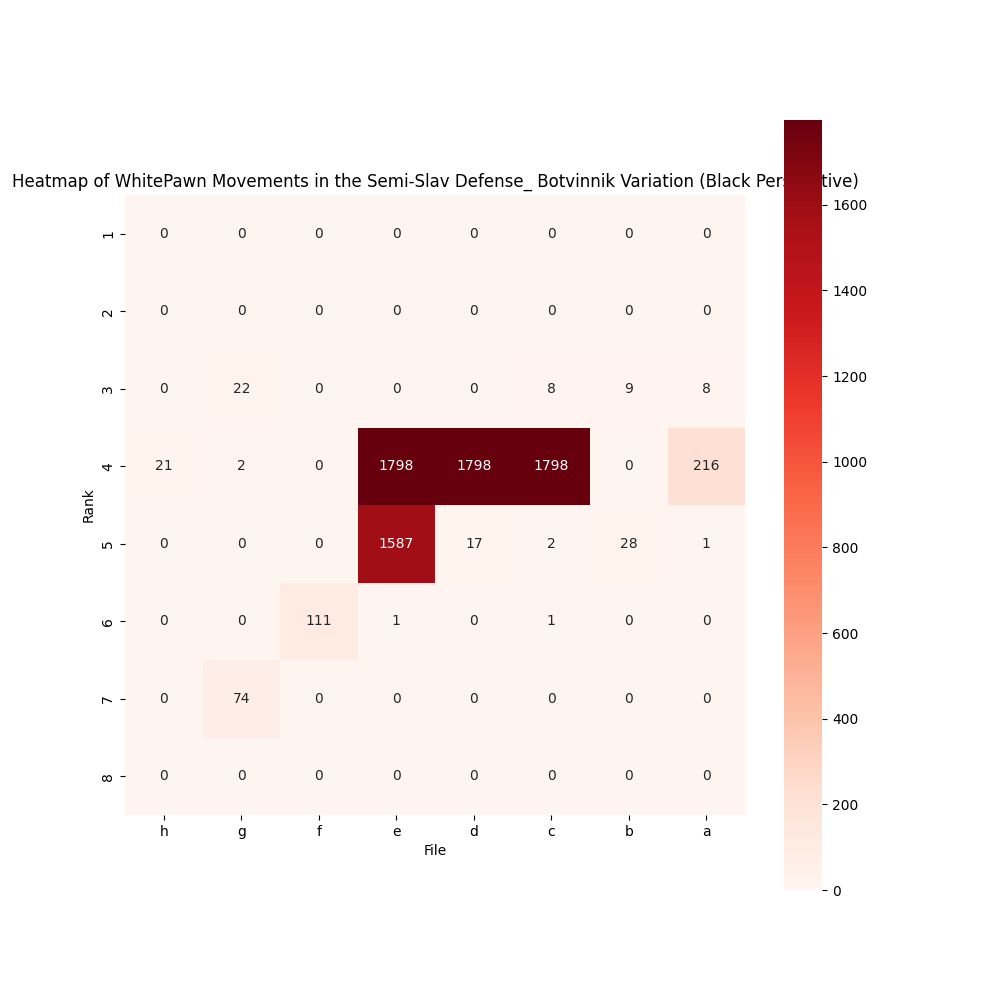 Heatmap of WhitePawn Movements in the Semi-Slav Defense_ Botvinnik Variation (Black Per tive)
1 0 0 0 0 0 0 0 0
2 0 0 0 0 0 0 0 0
3 0 22 0 0 0 8 9 8
4 21 2 0 1798 1798 1798 0 216
5 0 0 0 1587 17 2 28 1
6 0 0 111 1 0 1 0 0
7 0 74 0 0 0 0 0 0
8 0 0 0 0 0 0 0 0
h g f e d c b a
File
Rank
1600
1400
1200
1000
800
600
400
200
0